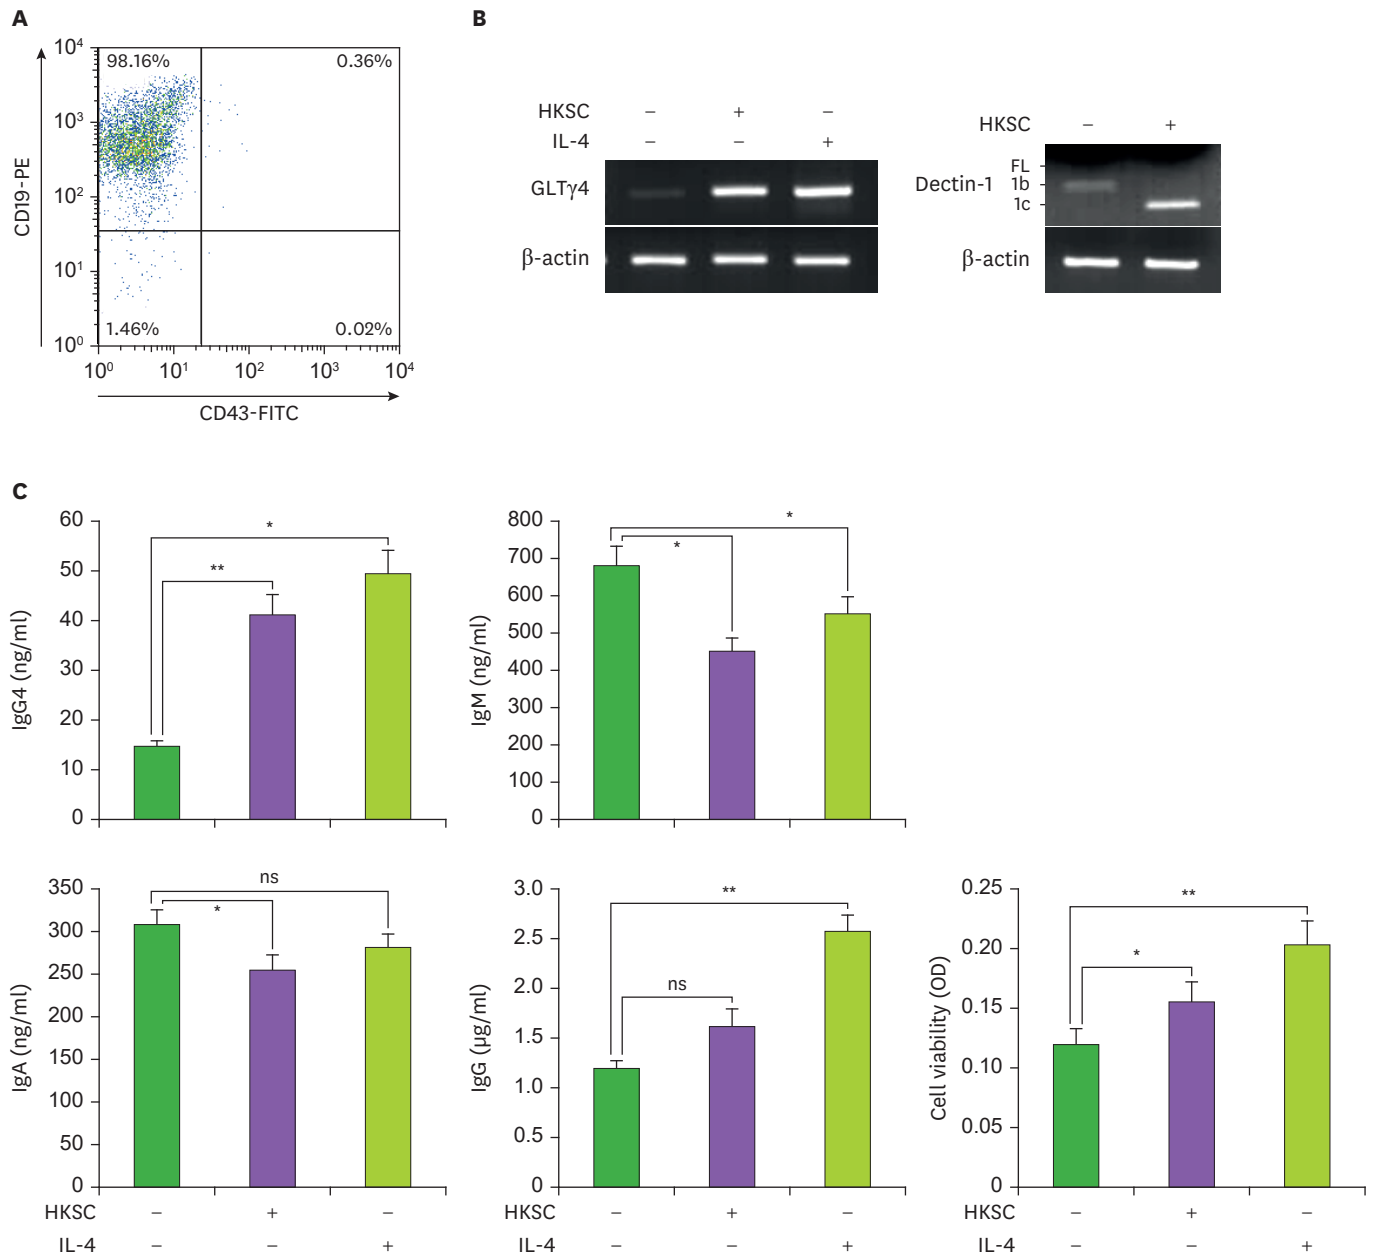 A
10⁴
10³
10²
10¹
10⁰
98.16%
0.36%
1.46%
0.02%
10⁰ 10¹ 10² 10³ 10⁴
CD19-PE
CD43-FITC
B
HKSC − + −
IL-4 − − +
GLTγ4
β-actin
HKSC − +
Dectin-1
FL
1b
1c
β-actin
C
IgG4 (ng/ml)
60
50
40
30
20
10
0
*
**
IgM (ng/ml)
800
700
600
500
400
300
200
100
0
*
*
IgA (ng/ml)
350
300
250
200
150
100
50
0
ns
*
HKSC − + −
IL-4 − − +
IgG (µg/ml)
3.0
2.5
2.0
1.5
1.0
0.5
0
**
ns
HKSC − + −
IL-4 − − +
Cell viability (OD)
0.25
0.20
0.15
0.10
0.05
0
**
*
HKSC − + −
IL-4 − − +